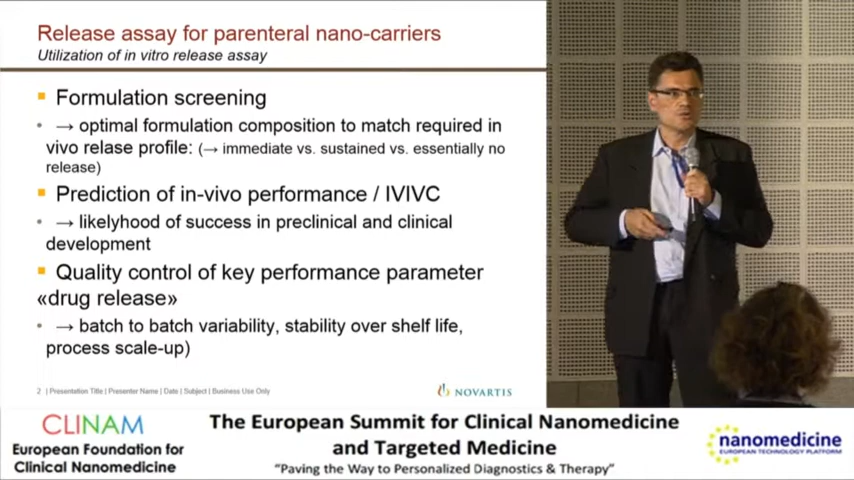 Release assay for parenteral nano-carriers
Utilization of in vitro release assay
Formulation screening
→ optimal formulation composition to match required in
vivo relase profile: (→ immediate vs. sustained vs. essentially no
release)
Prediction of in-vivo performance / IVIVC
→ likelyhood of success in preclinical and clinical
development
Quality control of key performance parameter
«drug release»
→ batch to batch variability, stability over shelf life,
process scale-up)
2 | Presentation Title | Presenter Name | Date | Subject | Business Use Only
NOVARTIS
CLINAM
European Foundation for
Clinical Nanomedicine
The European Summit for Clinical Nanomedicine
and Targeted Medicine
"Paving the Way to Personalized Diagnostics & Therapy"
nanomedicine
EUROPEAN TECHNOLOGY PLATFORM